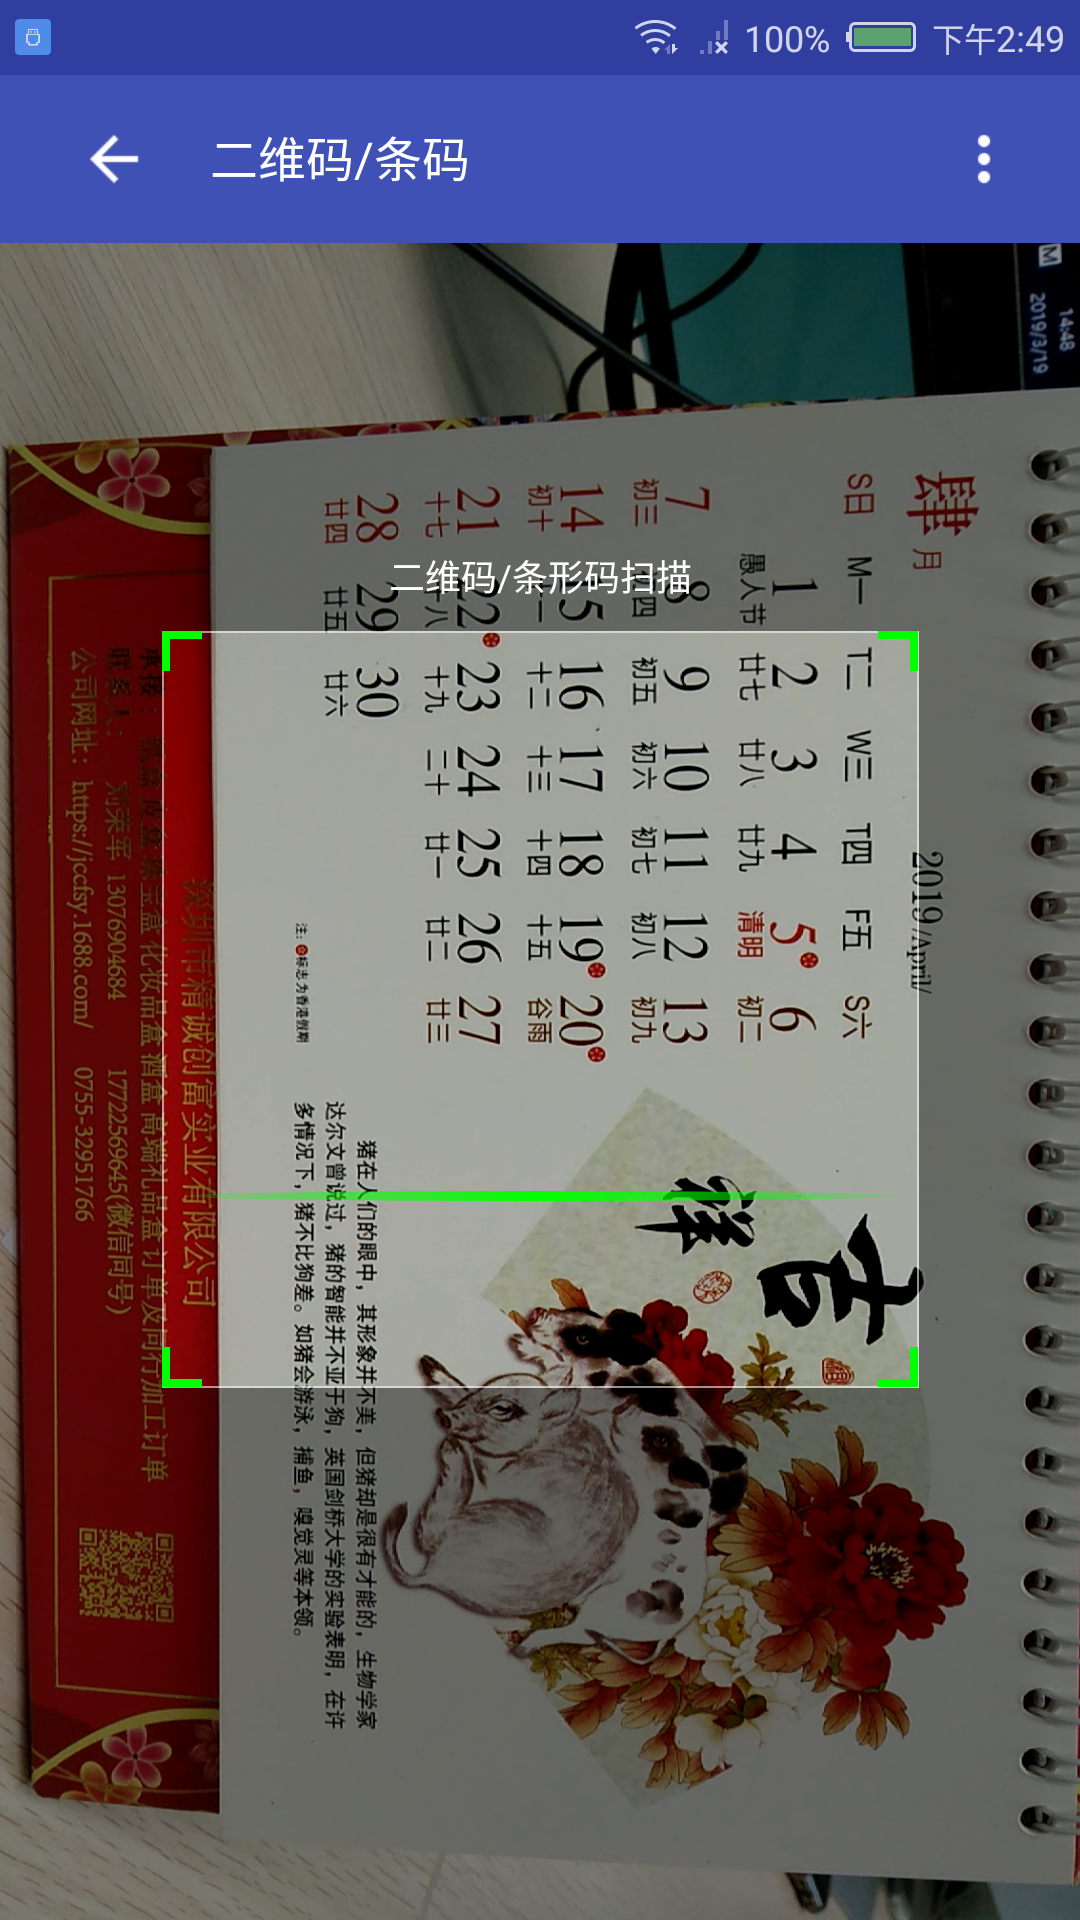 100% 下午2:49
二维码/条码
二维码/条形码扫描
M 14:48
2019/3/19
肆月
2019/April/
S日 M一 T二 W三 T四 F五 S六
1 2 3 4 5 6
愚人节 廿七 廿八 廿九 清明 初二
7 8 9 10 11 12 13
初三 初四 初五 初六 初七 初八 初九
14 15 16 17 18 19 20
初十 十一 十二 十三 十四 十五 谷雨
21 22 23 24 25 26 27
十七 十八 十九 二十 廿一 廿二 廿三
28 29 30
廿四 廿五 廿六
注: 标志为香港假期
吉祥
猪在人们的眼中，其形象并不美，但猪却是很有才能的，生物学家
达尔文曾说过，猪的智能并不亚于狗，英国剑桥大学的实验表明，在许
多情况下，猪不比狗差。如猪会游泳，捕鱼，嗅觉灵等本领。
深圳市精诚创富实业有限公司
承接： 纸盒 皮盒 珠宝盒 化妆品盒 酒盒 高端礼品盒 订单及同行加工订单
联系人： 刘荣军 13076904684 17722569645(微信同号)
公司网址：https://jccfsy.1688.com/ 0755-32951766